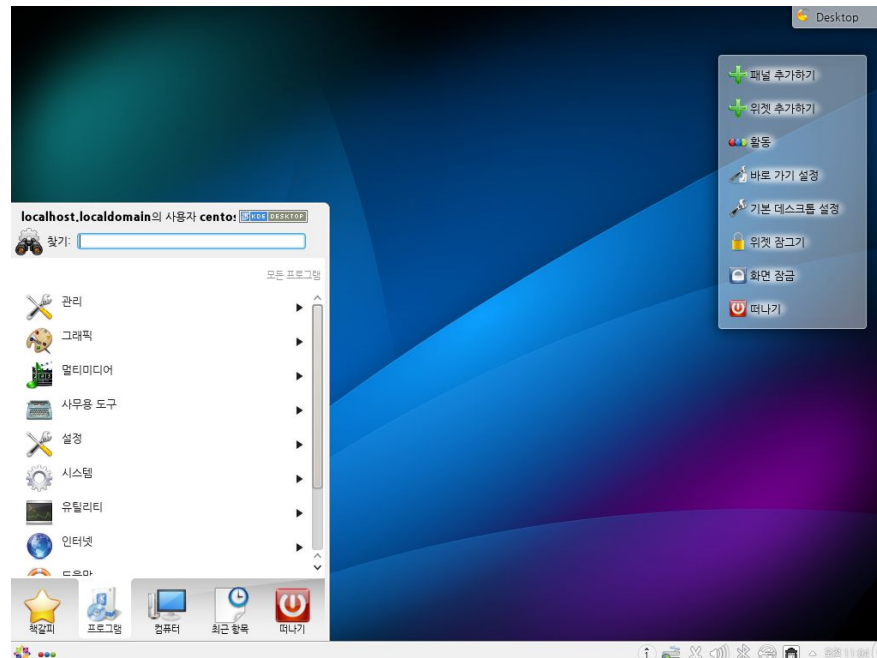 Desktop
패널 추가하기
위젯 추가하기
활동
바로 가기 설정
기본 데스크톱 설정
위젯 잠그기
화면 잠금
떠나기
localhost.localdomain의 사용자 centos KDE DESKTOP
찾기:
모든 프로그램
관리
그래픽
멀티미디어
사무용 도구
설정
시스템
유틸리티
인터넷
도움말
책갈피
프로그램
컴퓨터
최근 항목
떠나기